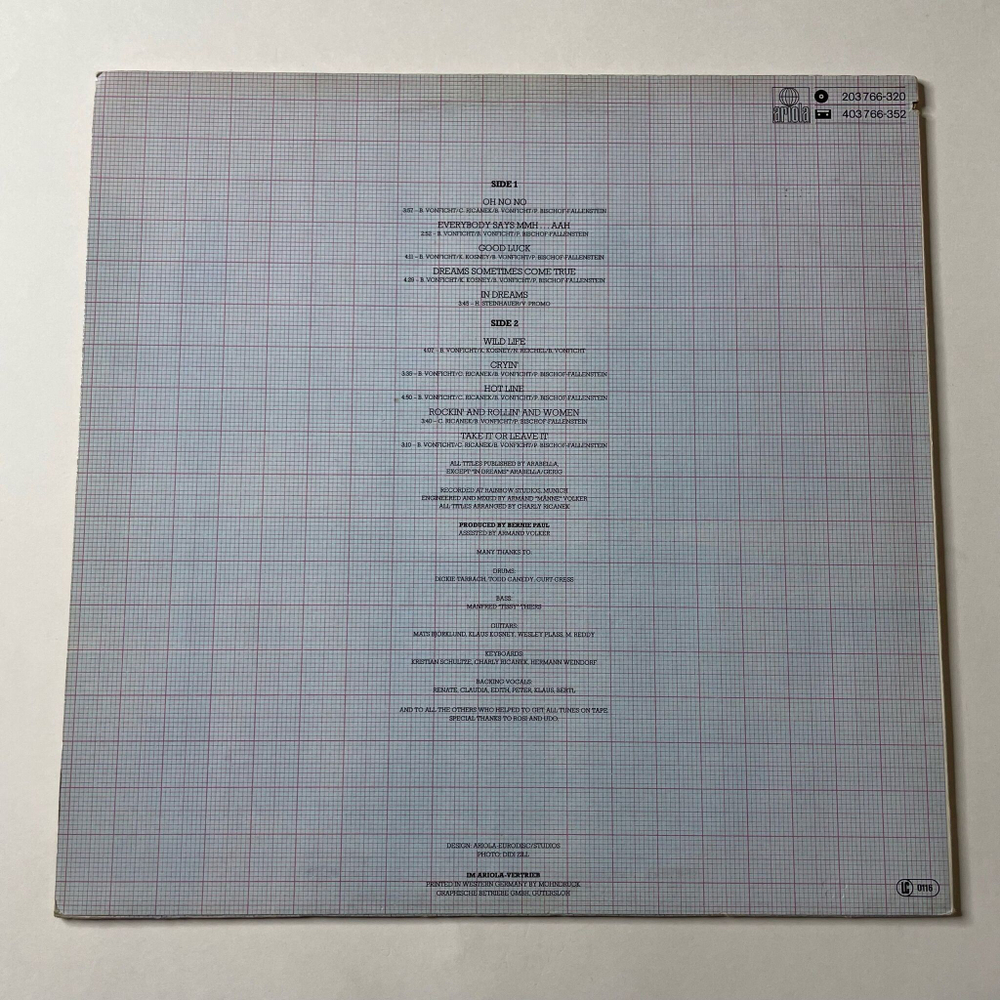 ariola
203 766-320
403 766-352
SIDE 1
OH NO NO
3:57 – B. VONFICHT/C. RICANEK/B. VONFICHT/P. BISCHOF-FALLENSTEIN
EVERYBODY SAYS MMH . . . AAH
2:52 – B. VONFICHT/B. VONFICHT/P. BISCHOF-FALLENSTEIN
GOOD LUCK
4:11 – B. VONFICHT/K. KOSNEY/B. VONFICHT/P. BISCHOF-FALLENSTEIN
DREAMS SOMETIMES COME TRUE
4:29 – B. VONFICHT/K. KOSNEY/B. VONFICHT/P. BISCHOF-FALLENSTEIN
IN DREAMS
3:45 – H. STEINHAUER/V. PROMO
SIDE 2
WILD LIFE
4:07 – B. VONFICHT/K. KOSNEY/N. REICHEL/B. VONFICHT
CRYIN'
3:35 – B. VONFICHT/C. RICANEK/B. VONFICHT/P. BISCHOF-FALLENSTEIN
HOT LINE
4:50 – B. VONFICHT/C. RICANEK/B. VONFICHT/P. BISCHOF-FALLENSTEIN
ROCKIN' AND ROLLIN' AND WOMEN
3:40 – C. RICANEK/B. VONFICHT/P. BISCHOF-FALLENSTEIN
TAKE IT OR LEAVE IT
3:10 – B. VONFICHT/C. RICANEK/B. VONFICHT/P. BISCHOF-FALLENSTEIN
ALL TITLES PUBLISHED BY ARABELLA,
EXCEPT "IN DREAMS" ARABELLA/GERIG
RECORDED AT RAINBOW STUDIOS, MUNICH
ENGINEERED AND MIXED BY ARMAND "MÄNNE" VOLKER
ALL TITLES ARRANGED BY CHARLY RICANEK
PRODUCED BY BERNIE PAUL
ASSISTED BY ARMAND VOLKER
MANY THANKS TO:
DRUMS:
DICKIE TARRACH, TODD CANEDY, CURT CRESS
BASS:
MANFRED "TISSY" THIERS
GUITARS:
MATS BJÖRKLUND, KLAUS KOSNEY, WESLEY PLASS, M. REDDY
KEYBOARDS:
KRISTIAN SCHULTZE, CHARLY RICANEK, HERMANN WEINDORF
BACKING VOCALS:
RENATE, CLAUDIA, EDITH, PETER, KLAUS, BERTL
AND TO ALL THE OTHERS WHO HELPED TO GET ALL TUNES ON TAPE.
SPECIAL THANKS TO ROSI AND UDO.
DESIGN: ARIOLA-EURODISC/STUDIOS
PHOTO: DIDI ZILL
IM ARIOLA-VERTRIEB
PRINTED IN WESTERN GERMANY BY MOHNDRUCK
GRAPHISCHE BETRIEBE GMBH, GÜTERSLOH
LC 0116